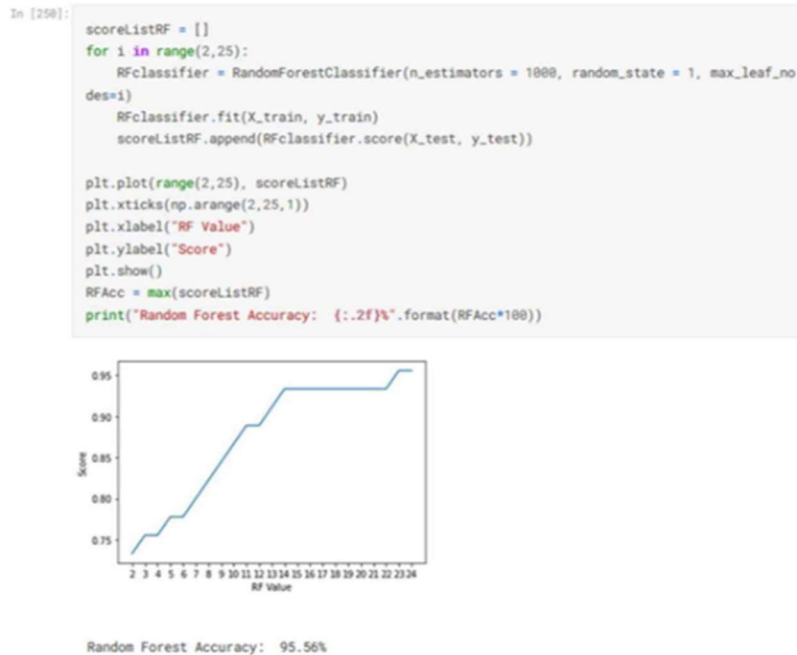 In [250]:
scoreListRF = []
for i in range(2,25):
    RFclassifier = RandomForestClassifier(n_estimators = 1000, random_state = 1, max_leaf_no
des=i)
    RFclassifier.fit(X_train, y_train)
    scoreListRF.append(RFclassifier.score(X_test, y_test))
plt.plot(range(2,25), scoreListRF)
plt.xticks(np.arange(2,25,1))
plt.xlabel("RF Value")
plt.ylabel("Score")
plt.show()
RFAcc = max(scoreListRF)
print("Random Forest Accuracy:  {:.2f}%".format(RFAcc*100))
0.95
0.90
0.85
0.80
0.75
Score
2 3 4 5 6 7 8 9 10 11 12 13 14 15 16 17 18 19 20 21 22 23 24
RF Value
Random Forest Accuracy:  95.56%